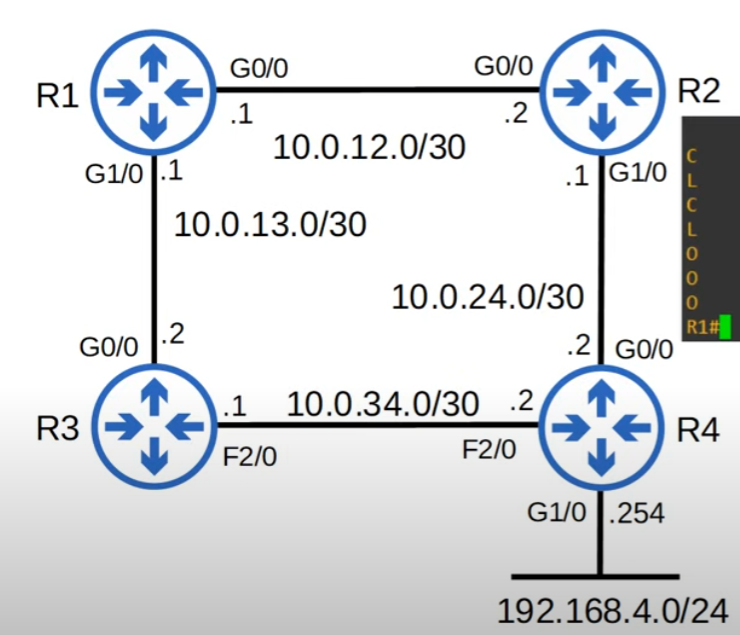 G0/0
G0/0
R1
R2
.1
.2
10.0.12.0/30
G1/0
.1
.1
G1/0
10.0.13.0/30
C
L
C
L
O
O
O
R1#
10.0.24.0/30
G0/0
.2
.2
G0/0
.1
10.0.34.0/30
.2
R3
R4
F2/0
F2/0
G1/0
.254
192.168.4.0/24